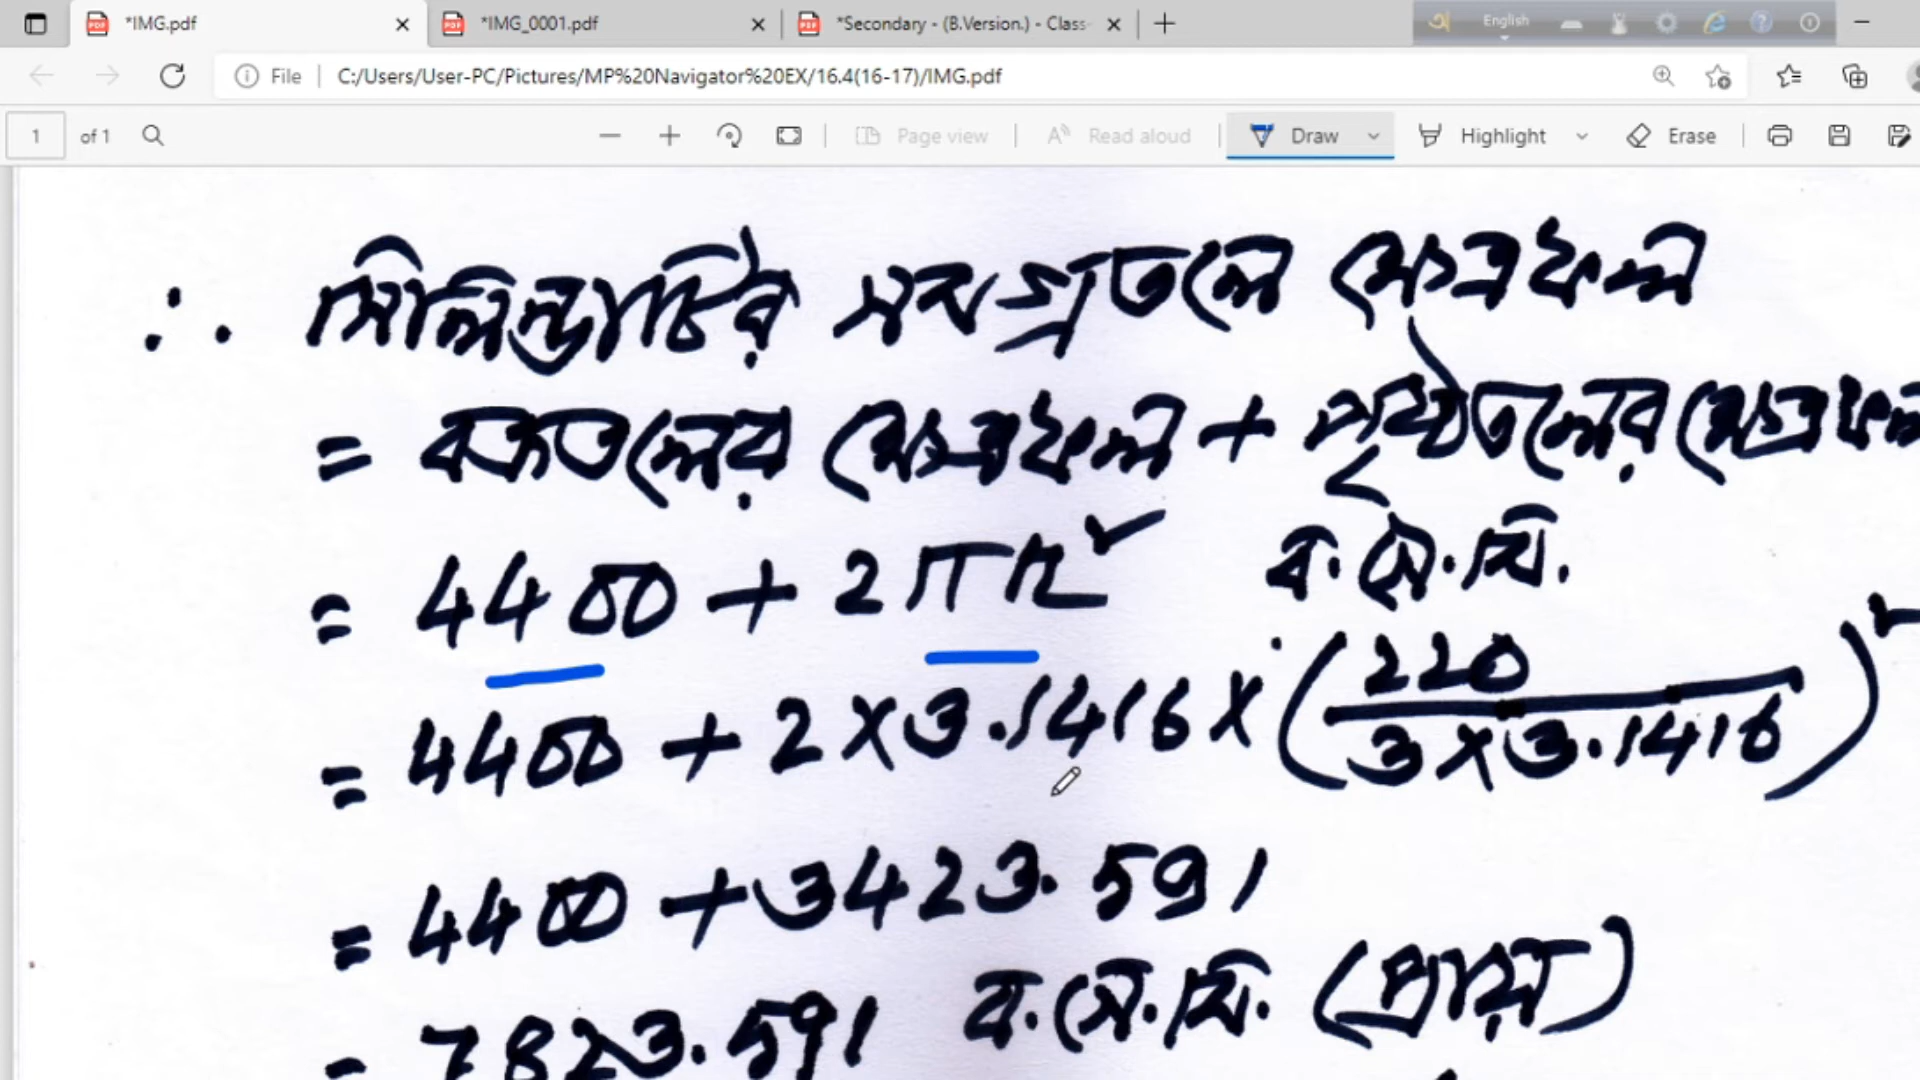 *IMG.pdf
*IMG_0001.pdf
*Secondary - (B.Version.) - Class-
English
File
C:/Users/User-PC/Pictures/MP%20Navigator%20EX/16.4(16-17)/IMG.pdf
1 of 1
Page view
Read aloud
Draw
Highlight
Erase
∴ সিলিন্ডারটির সমগ্রতলে ক্ষেত্রফল
= বক্রতলের ক্ষেত্রফল + পৃষ্ঠতলের ক্ষেত্রফল
= 4400 + 2πr² ব. সে. মি.
= 4400 + 2 × 3.1416 × (220 / 3 × 3.1416)²
= 4400 + 3423.591
= 7823.591 ব. সে. মি. (প্রায়)